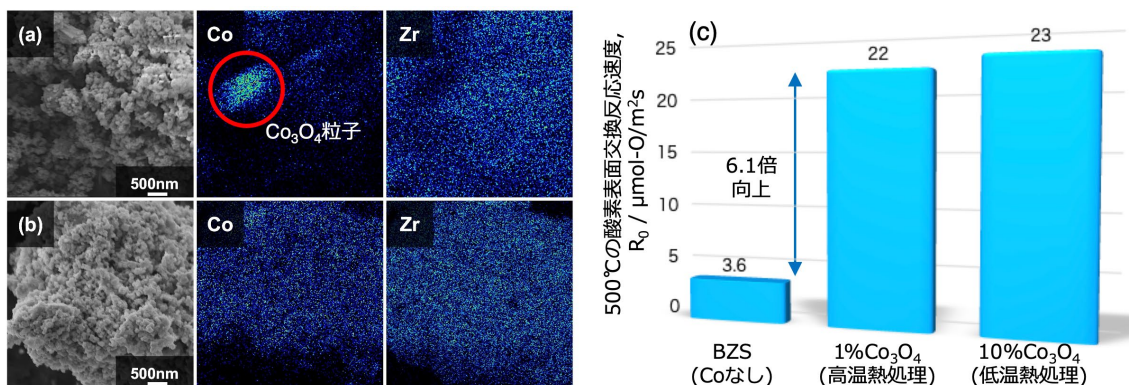 (a)
Co
Zr
Co₃O₄粒子
500nm
(b)
Co
Zr
500nm
(c)
500℃の酸素表面交換反応速度,
R₀ / μmol-O/m²s
25
20
15
10
5
0
3.6
22
23
6.1倍
向上
BZS
(Coなし)
1%Co₃O₄
(高温熱処理)
10%Co₃O₄
(低温熱処理)